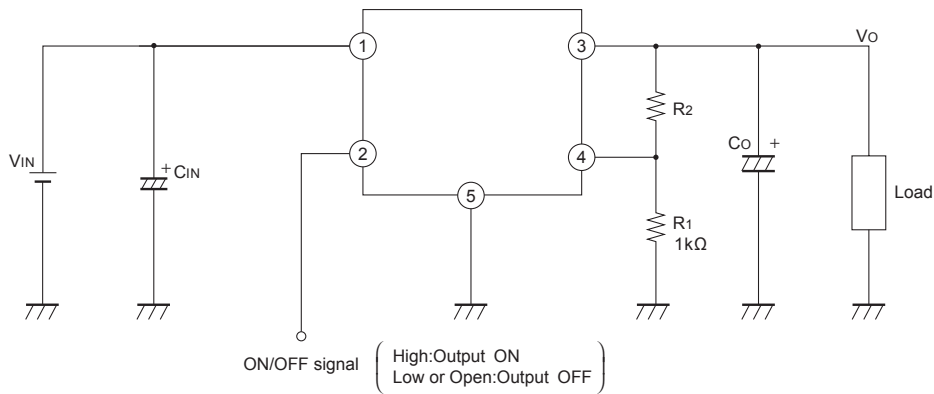 1
3
VO
R2
2
4
CO
+
VIN
+
CIN
5
Load
R1
1kΩ
ON/OFF signal
High:Output ON
Low or Open:Output OFF